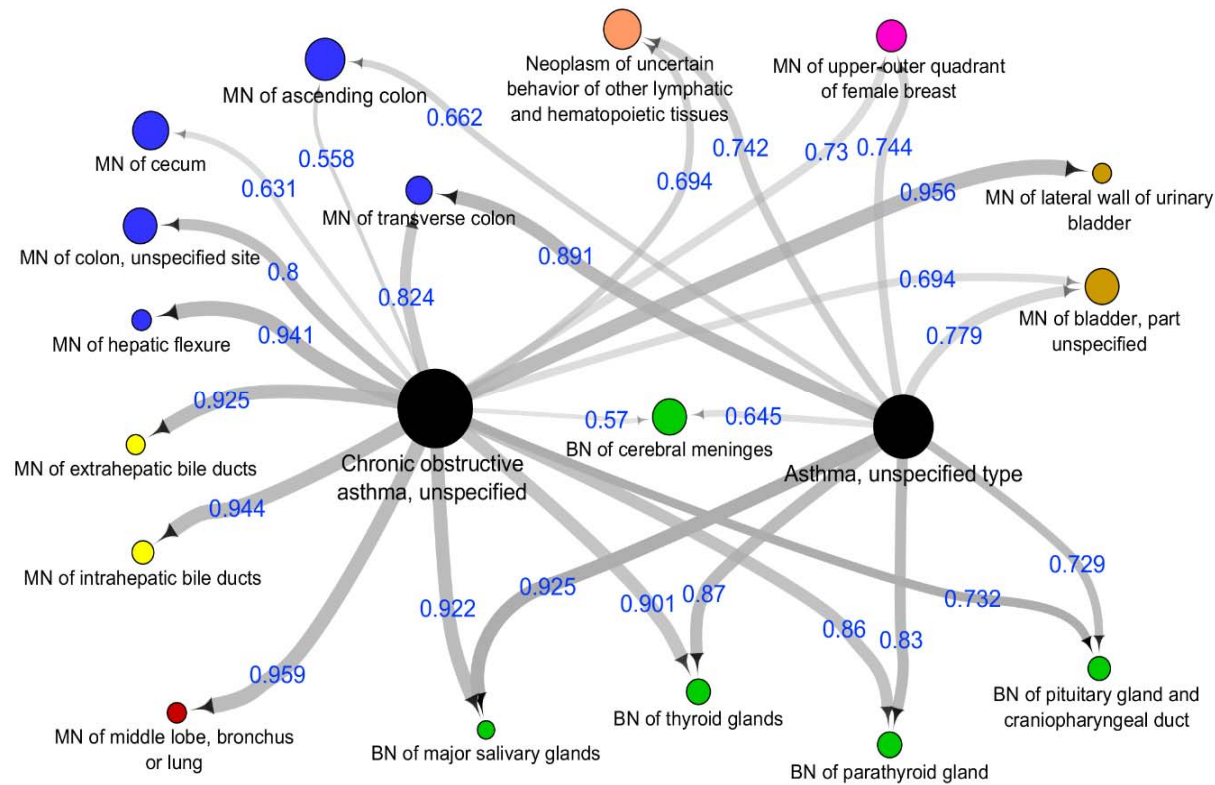 Neoplasm of uncertain
behavior of other lymphatic
and hematopoietic tissues
MN of upper-outer quadrant
of female breast
MN of ascending colon
0.662
MN of cecum
0.558
0.742
0.73
0.744
0.631
0.694
0.956
MN of lateral wall of urinary
bladder
MN of transverse colon
MN of colon, unspecified site
0.8
0.891
0.694
0.824
MN of bladder, part
unspecified
MN of hepatic flexure
0.941
0.779
0.925
0.57
0.645
BN of cerebral meninges
MN of extrahepatic bile ducts
Chronic obstructive
asthma, unspecified
Asthma, unspecified type
0.944
MN of intrahepatic bile ducts
0.922
0.925
0.901
0.87
0.729
0.732
0.86
0.83
0.959
MN of middle lobe, bronchus
or lung
BN of major salivary glands
BN of thyroid glands
BN of parathyroid gland
BN of pituitary gland and
craniopharyngeal duct